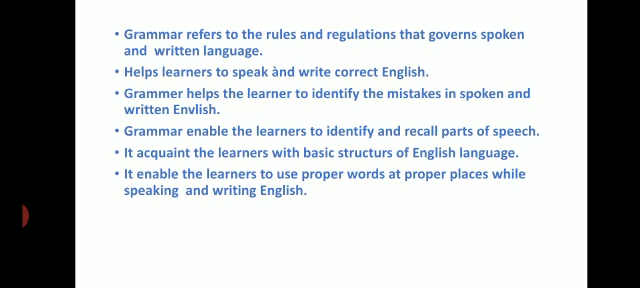 • Grammar refers to the rules and regulations that governs spoken
and  written language.
• Helps learners to speak ànd write correct English.
• Grammer helps the learner to identify the mistakes in spoken and
written Envlish.
• Grammar enable the learners to identify and recall parts of speech.
• It acquaint the learners with basic structurs of English language.
• It enable the learners to use proper words at proper places while
speaking  and writing English.